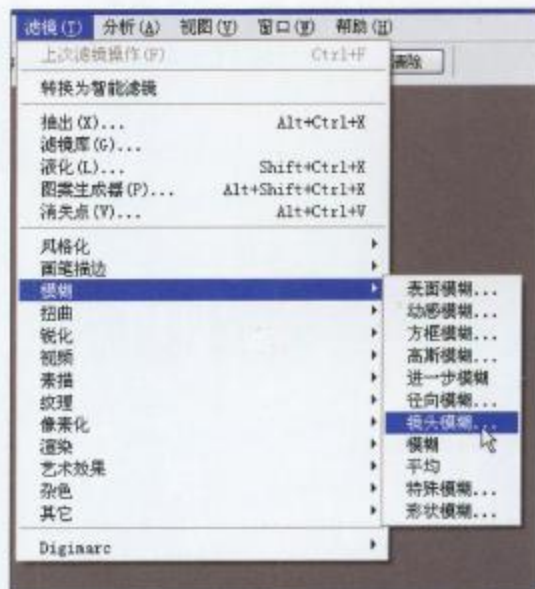 滤镜(T) 分析(A) 视图(V) 窗口(W) 帮助(H)
上次滤镜操作(F) Ctrl+F
清除
转换为智能滤镜
抽出(X)... Alt+Ctrl+X
滤镜库(G)...
液化(L)... Shift+Ctrl+X
图案生成器(P)... Alt+Shift+Ctrl+X
消失点(V)... Alt+Ctrl+V
风格化
画笔描边
模糊
扭曲
锐化
视频
素描
纹理
像素化
渲染
艺术效果
杂色
其它
Digimarc
表面模糊...
动感模糊...
方框模糊...
高斯模糊...
进一步模糊
径向模糊...
镜头模糊...
模糊
平均
特殊模糊...
形状模糊...